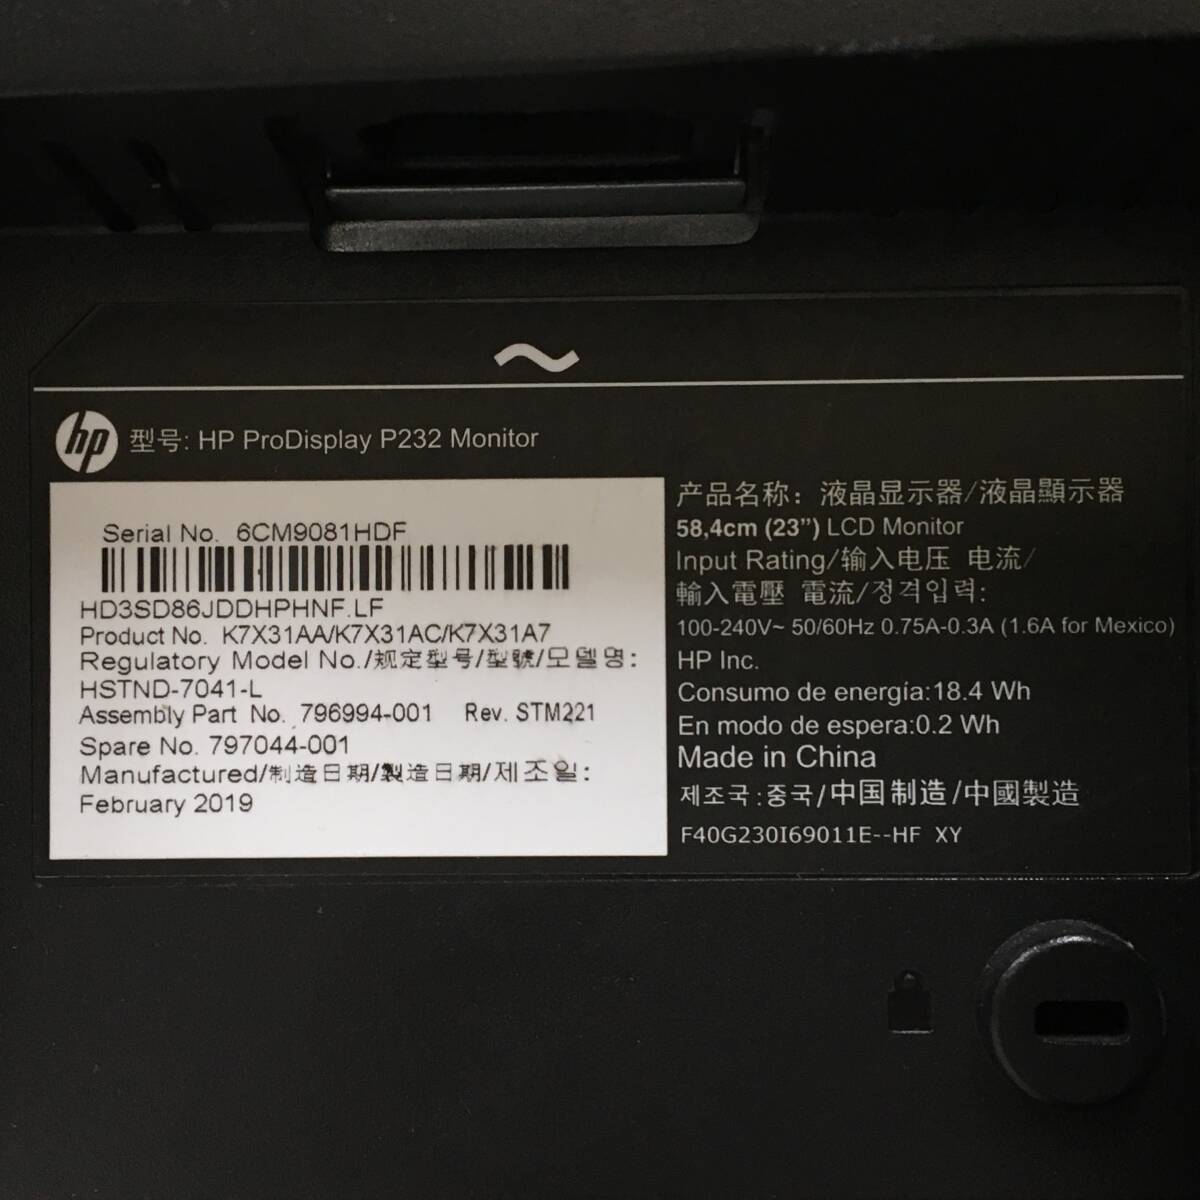 ~
hp 型号: HP ProDisplay P232 Monitor
Serial No. 6CM9081HDF
HD3SD86JDDHPHNF.LF
Product No. K7X31AA/K7X31AC/K7X31A7
Regulatory Model No./规定型号/型號/모델명:
HSTND-7041-L
Assembly Part No. 796994-001 Rev. STM221
Spare No. 797044-001
Manufactured/制造日期/製造日期/제조일:
February 2019
产品名称：液晶显示器/液晶顯示器
58,4cm (23”) LCD Monitor
Input Rating/输入电压 电流/
輸入電壓 電流/정격입력:
100-240V~ 50/60Hz 0.75A-0.3A (1.6A for Mexico)
HP Inc.
Consumo de energía:18.4 Wh
En modo de espera:0.2 Wh
Made in China
제조국:중국/中国制造/中國製造
F40G230I69011E--HF XY